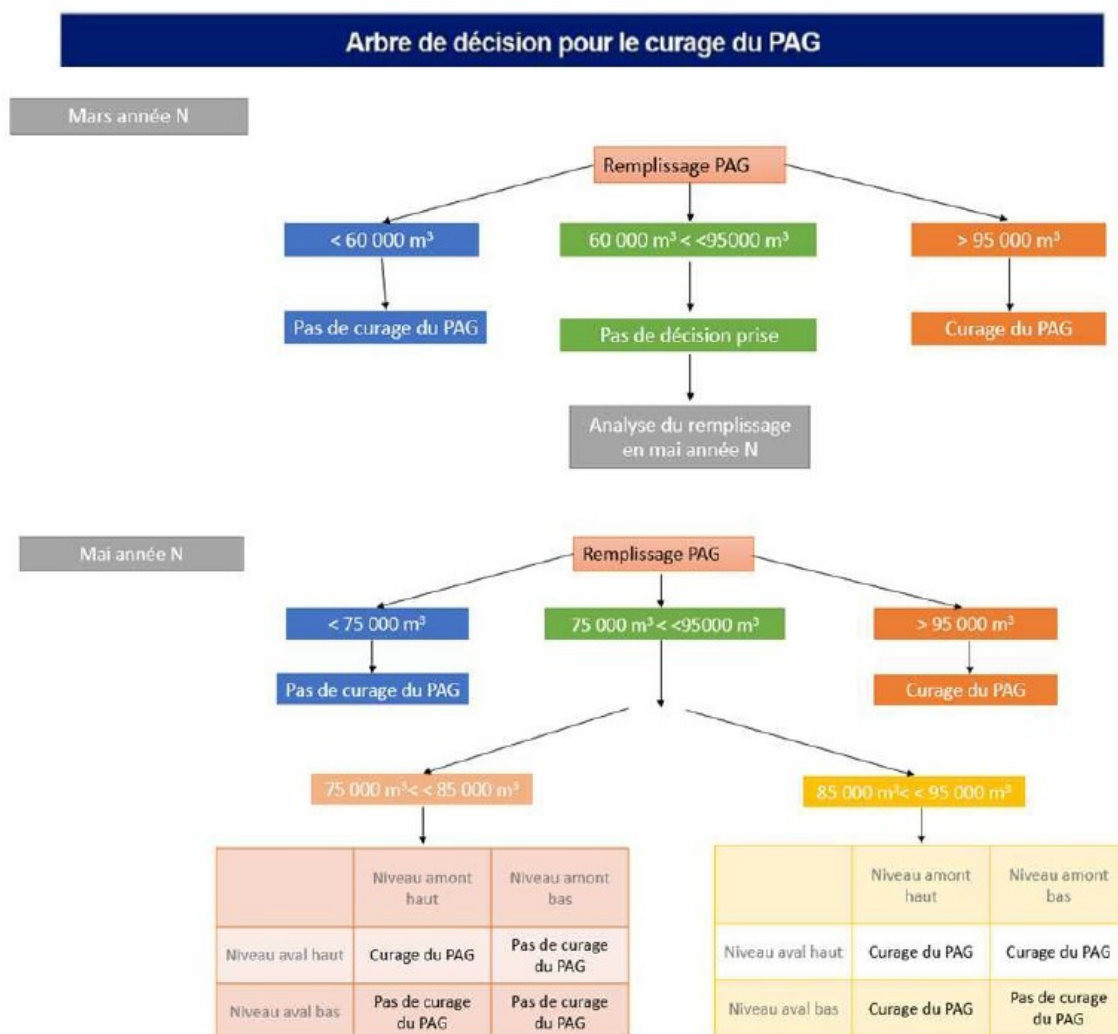 Arbre de décision pour le curage du PAG
Mars année N
Remplissage PAG
< 60 000 m³
60 000 m³ < <95000 m³
> 95 000 m³
Pas de curage du PAG
Pas de décision prise
Curage du PAG
Analyse du remplissage
en mai année N
Mai année N
Remplissage PAG
< 75 000 m³
75 000 m³ < <95000 m³
> 95 000 m³
Pas de curage du PAG
Curage du PAG
75 000 m³< < 85 000 m³
85 000 m³< < 95 000 m³
Niveau amont
haut
Niveau amont
bas
Niveau aval haut
Curage du PAG
Pas de curage
du PAG
Niveau aval bas
Pas de curage
du PAG
Pas de curage
du PAG
Niveau amont
haut
Niveau amont
bas
Niveau aval haut
Curage du PAG
Curage du PAG
Niveau aval bas
Curage du PAG
Pas de curage
du PAG